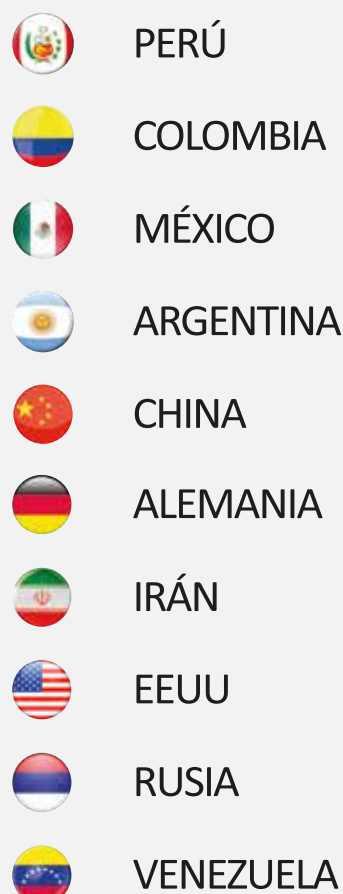 PERÚ
COLOMBIA
MÉXICO
ARGENTINA
CHINA
ALEMANIA
IRÁN
EEUU
RUSIA
VENEZUELA